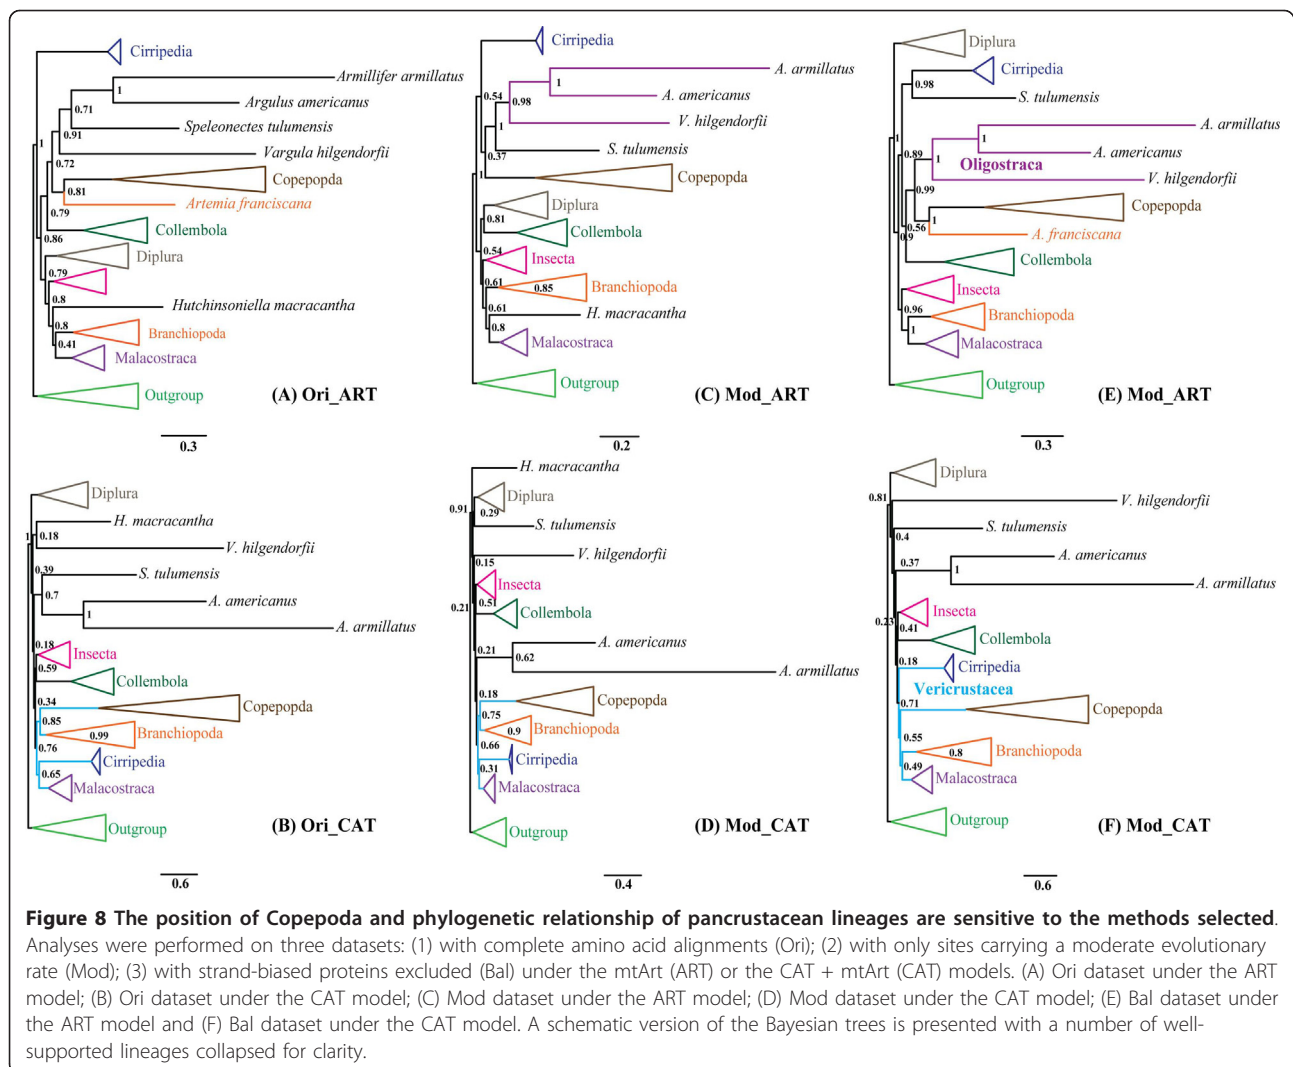 Cirripedia
Armillifer armillatus
1
Argulus americanus
0.71
Speleonectes tulumensis
0.91
1
Vargula hilgendorfii
0.72
Copepopda
0.81
Artemia franciscana
0.79
Collembola
0.86
Diplura
0.79
0.8
Hutchinsoniella macracantha
0.8
Branchiopoda
0.41
Malacostraca
Outgroup
(A) Ori_ART
0.3
Cirripedia
A. armillatus
1
0.54
A. americanus
0.98
V. hilgendorfii
1
S. tulumensis
0.37
1
Copepopda
Diplura
0.81
Collembola
0.54
Insecta
0.61
0.85
Branchiopoda
0.61
H. macracantha
0.8
Malacostraca
Outgroup
(C) Mod_ART
0.2
Diplura
Cirripedia
0.98
S. tulumensis
A. armillatus
1
1
A. americanus
0.89
1
Oligostraca
V. hilgendorfii
0.99
Copepopda
1
0.56
A. franciscana
0.9
Collembola
Insecta
0.96
Branchiopoda
1
Malacostraca
Outgroup
(E) Mod_ART
0.3
Diplura
H. macracantha
1
0.18
V. hilgendorfii
0.39
S. tulumensis
0.7
A. americanus
1
A. armillatus
0.18
Insecta
0.59
Collembola
0.34
Copepopda
0.85
0.99
Branchiopoda
0.76
Cirripedia
0.65
Malacostraca
Outgroup
(B) Ori_CAT
0.6
H. macracantha
Diplura
0.91
0.29
S. tulumensis
V. hilgendorfii
0.15
Insecta
0.51
0.21
Collembola
A. americanus
0.21
0.62
A. armillatus
0.18
Copepopda
0.75
0.9
Branchiopoda
0.66
Cirripedia
0.31
Malacostraca
Outgroup
(D) Mod_CAT
0.4
Diplura
0.81
V. hilgendorfii
S. tulumensis
0.4
A. americanus
0.37
1
A. armillatus
Insecta
0.23
0.41
Collembola
0.18
Cirripedia
Vericrustacea
0.71
Copepopda
0.55
0.8
Branchiopoda
0.49
Malacostraca
Outgroup
(F) Mod_CAT
0.6
Figure 8 The position of Copepoda and phylogenetic relationship of pancrustacean lineages are sensitive to the methods selected.
Analyses were performed on three datasets: (1) with complete amino acid alignments (Ori); (2) with only sites carrying a moderate evolutionary
rate (Mod); (3) with strand-biased proteins excluded (Bal) under the mtArt (ART) or the CAT + mtArt (CAT) models. (A) Ori dataset under the ART
model; (B) Ori dataset under the CAT model; (C) Mod dataset under the ART model; (D) Mod dataset under the CAT model; (E) Bal dataset under
the ART model and (F) Bal dataset under the CAT model. A schematic version of the Bayesian trees is presented with a number of well-
supported lineages collapsed for clarity.